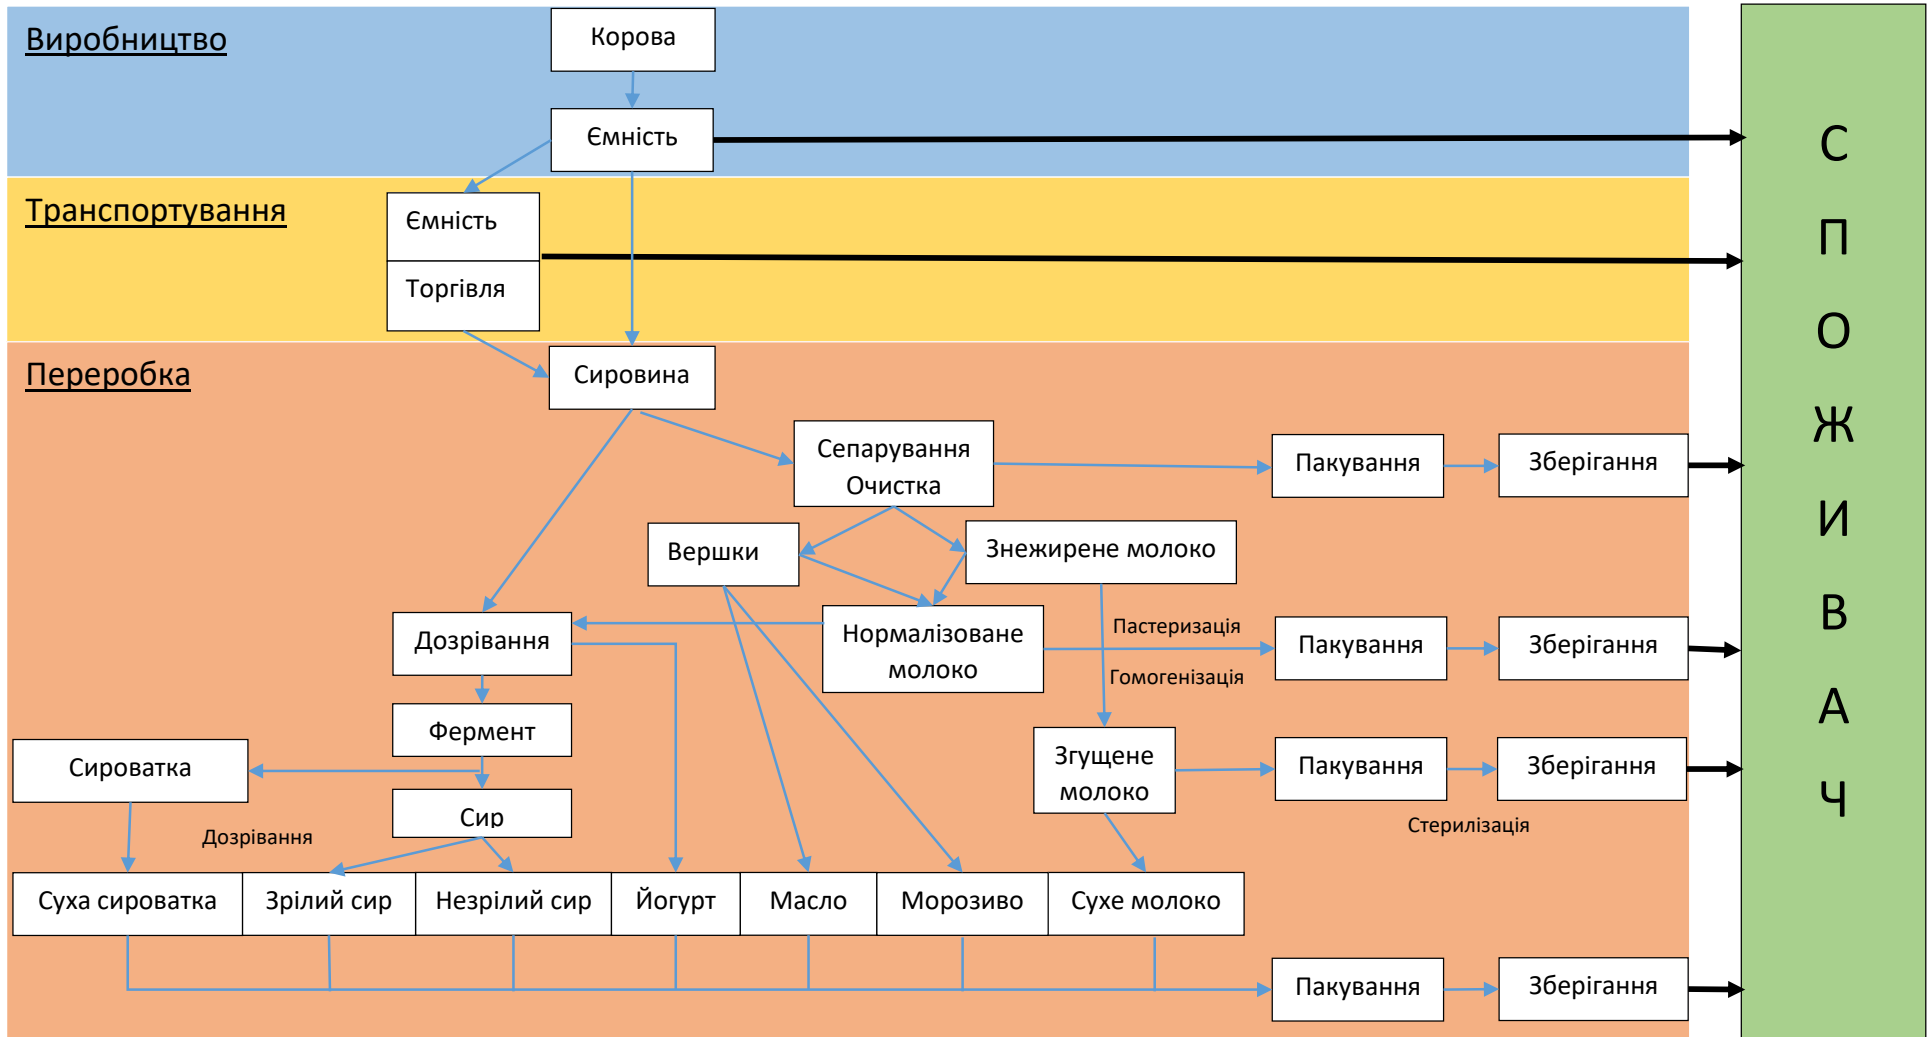 Виробництво
Корова
Ємність
Транспортування
Ємність
Торгівля
Переробка
Сировина
Сепарування
Очистка
Пакування
Зберігання
Вершки
Знежирене молоко
Дозрівання
Нормалізоване
молоко
Пастеризація
Гомогенізація
Пакування
Зберігання
Фермент
Сироватка
Згущене
молоко
Пакування
Зберігання
Сир
Дозрівання
Стерилізація
Суха сироватка
Зрілий сир
Незрілий сир
Йогурт
Масло
Морозиво
Сухе молоко
Пакування
Зберігання
С
П
О
Ж
И
В
А
Ч